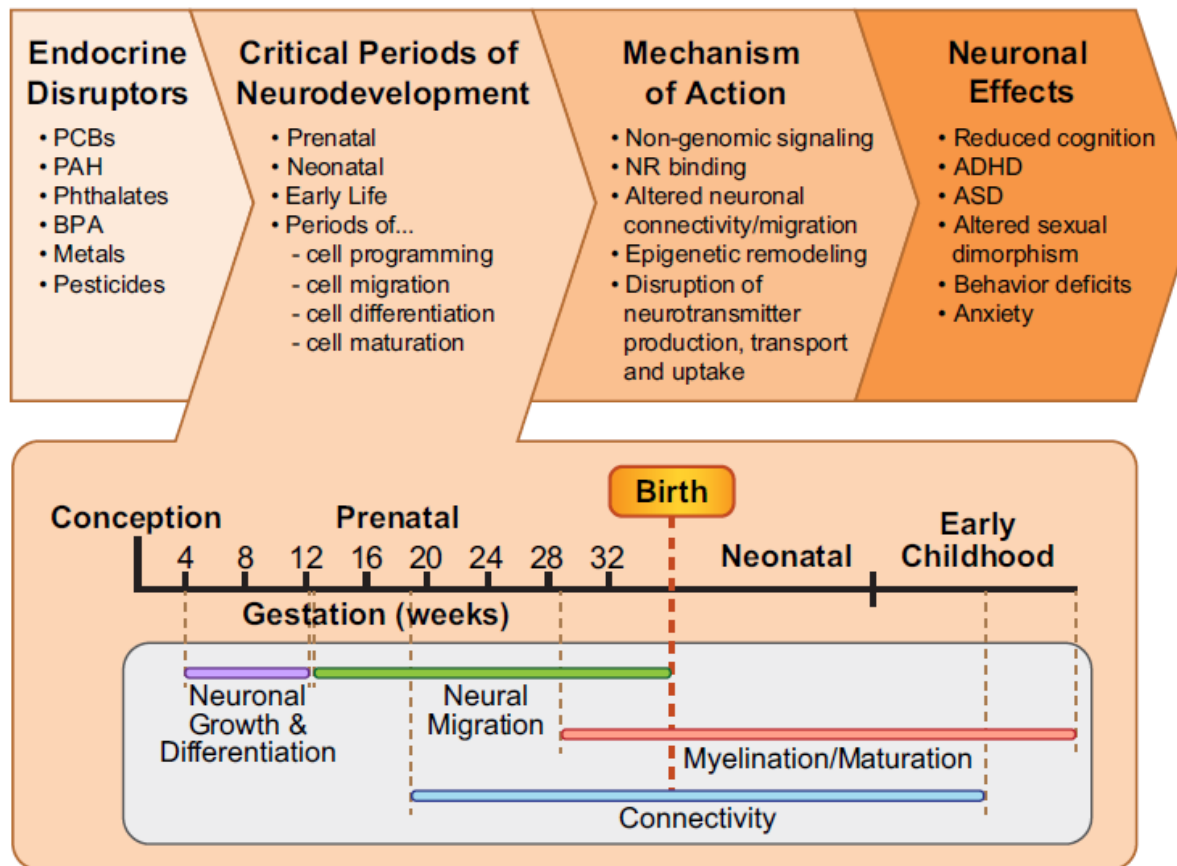 Endocrine
Disruptors
• PCBs
• PAH
• Phthalates
• BPA
• Metals
• Pesticides
Critical Periods of
Neurodevelopment
• Prenatal
• Neonatal
• Early Life
• Periods of...
- cell programming
- cell migration
- cell differentiation
- cell maturation
Mechanism
of Action
• Non-genomic signaling
• NR binding
• Altered neuronal
connectivity/migration
• Epigenetic remodeling
• Disruption of
neurotransmitter
production, transport
and uptake
Neuronal
Effects
• Reduced cognition
• ADHD
• ASD
• Altered sexual
dimorphism
• Behavior deficits
• Anxiety
Birth
Conception
Prenatal
Neonatal
Early
Childhood
4 8 12 16 20 24 28 32
Gestation (weeks)
Neuronal
Growth &
Differentiation
Neural
Migration
Myelination/Maturation
Connectivity